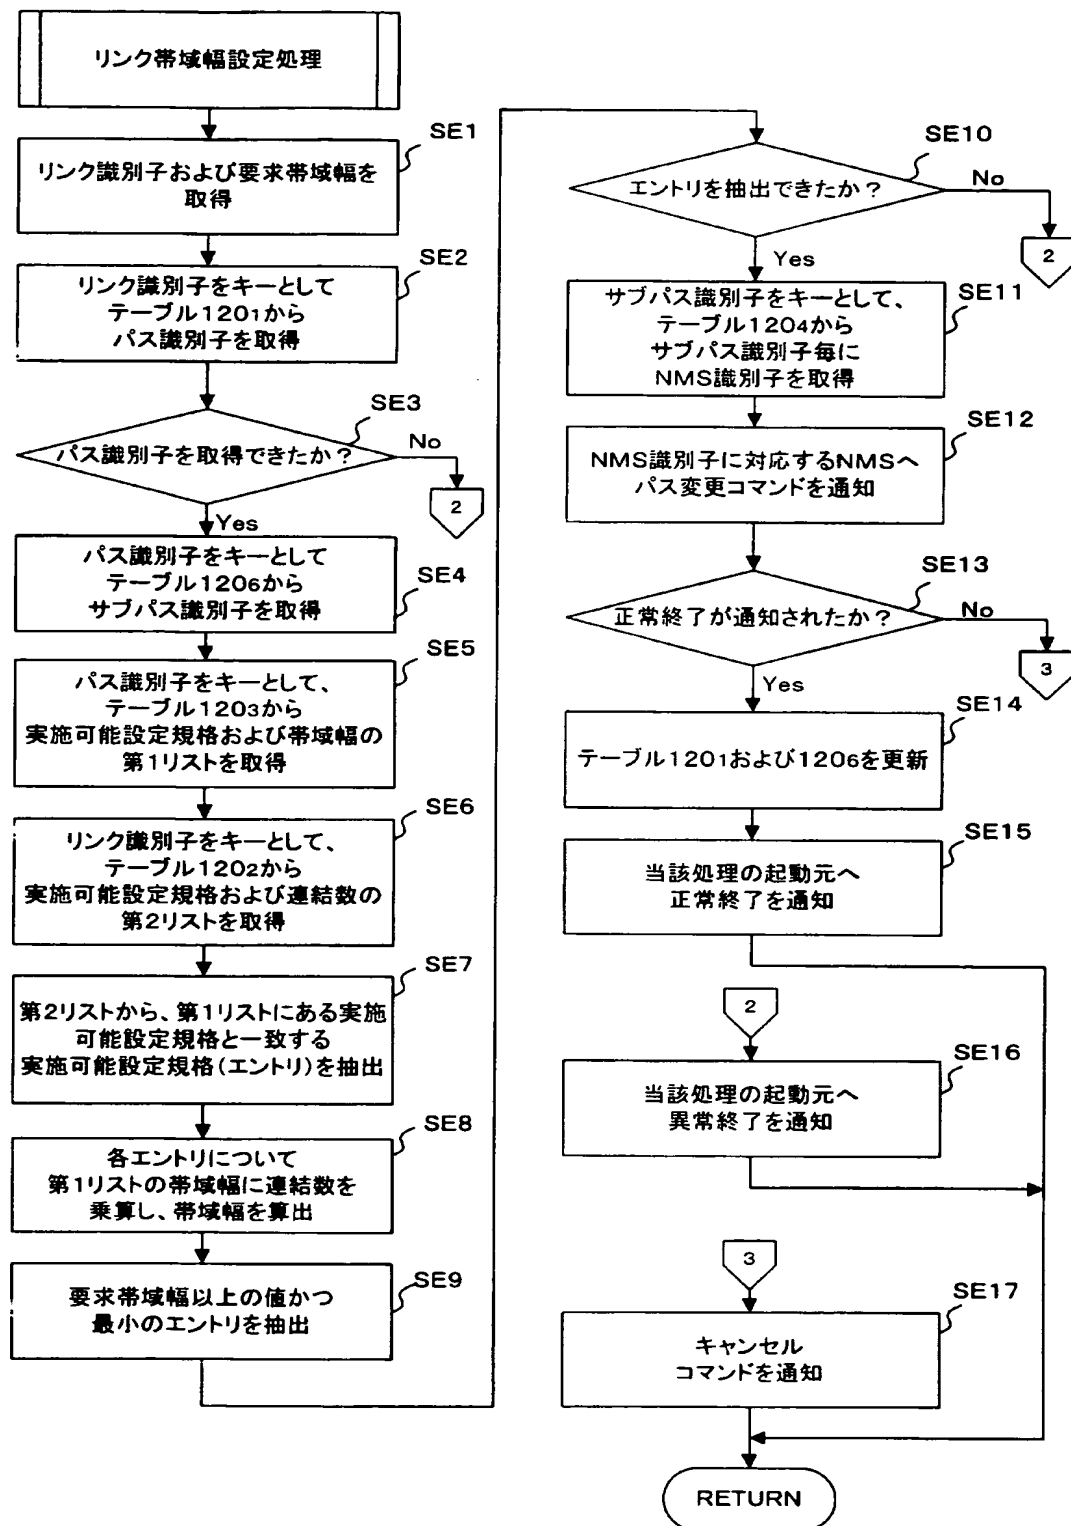 リンク帯域幅設定処理
SE1
リンク識別子および要求帯域幅を
取得
SE2
リンク識別子をキーとして
テーブル1201から
パス識別子を取得
SE3
パス識別子を取得できたか?
No
2
Yes
パス識別子をキーとして
テーブル1206から
サブパス識別子を取得
SE4
SE5
パス識別子をキーとして、
テーブル1203から
実施可能設定規格および帯域幅の
第1リストを取得
SE6
リンク識別子をキーとして、
テーブル1202から
実施可能設定規格および連結数の
第2リストを取得
SE7
第2リストから、第1リストにある実施
可能設定規格と一致する
実施可能設定規格(エントリ)を抽出
SE8
各エントリについて
第1リストの帯域幅に連結数を
乗算し、帯域幅を算出
SE9
要求帯域幅以上の値かつ
最小のエントリを抽出
SE10
エントリを抽出できたか?
No
2
Yes
SE11
サブパス識別子をキーとして、
テーブル1204から
サブパス識別子毎に
NMS識別子を取得
SE12
NMS識別子に対応するNMSへ
パス変更コマンドを通知
SE13
正常終了が通知されたか?
No
3
Yes
SE14
テーブル1201および1206を更新
SE15
当該処理の起動元へ
正常終了を通知
2
SE16
当該処理の起動元へ
異常終了を通知
3
SE17
キャンセル
コマンドを通知
RETURN